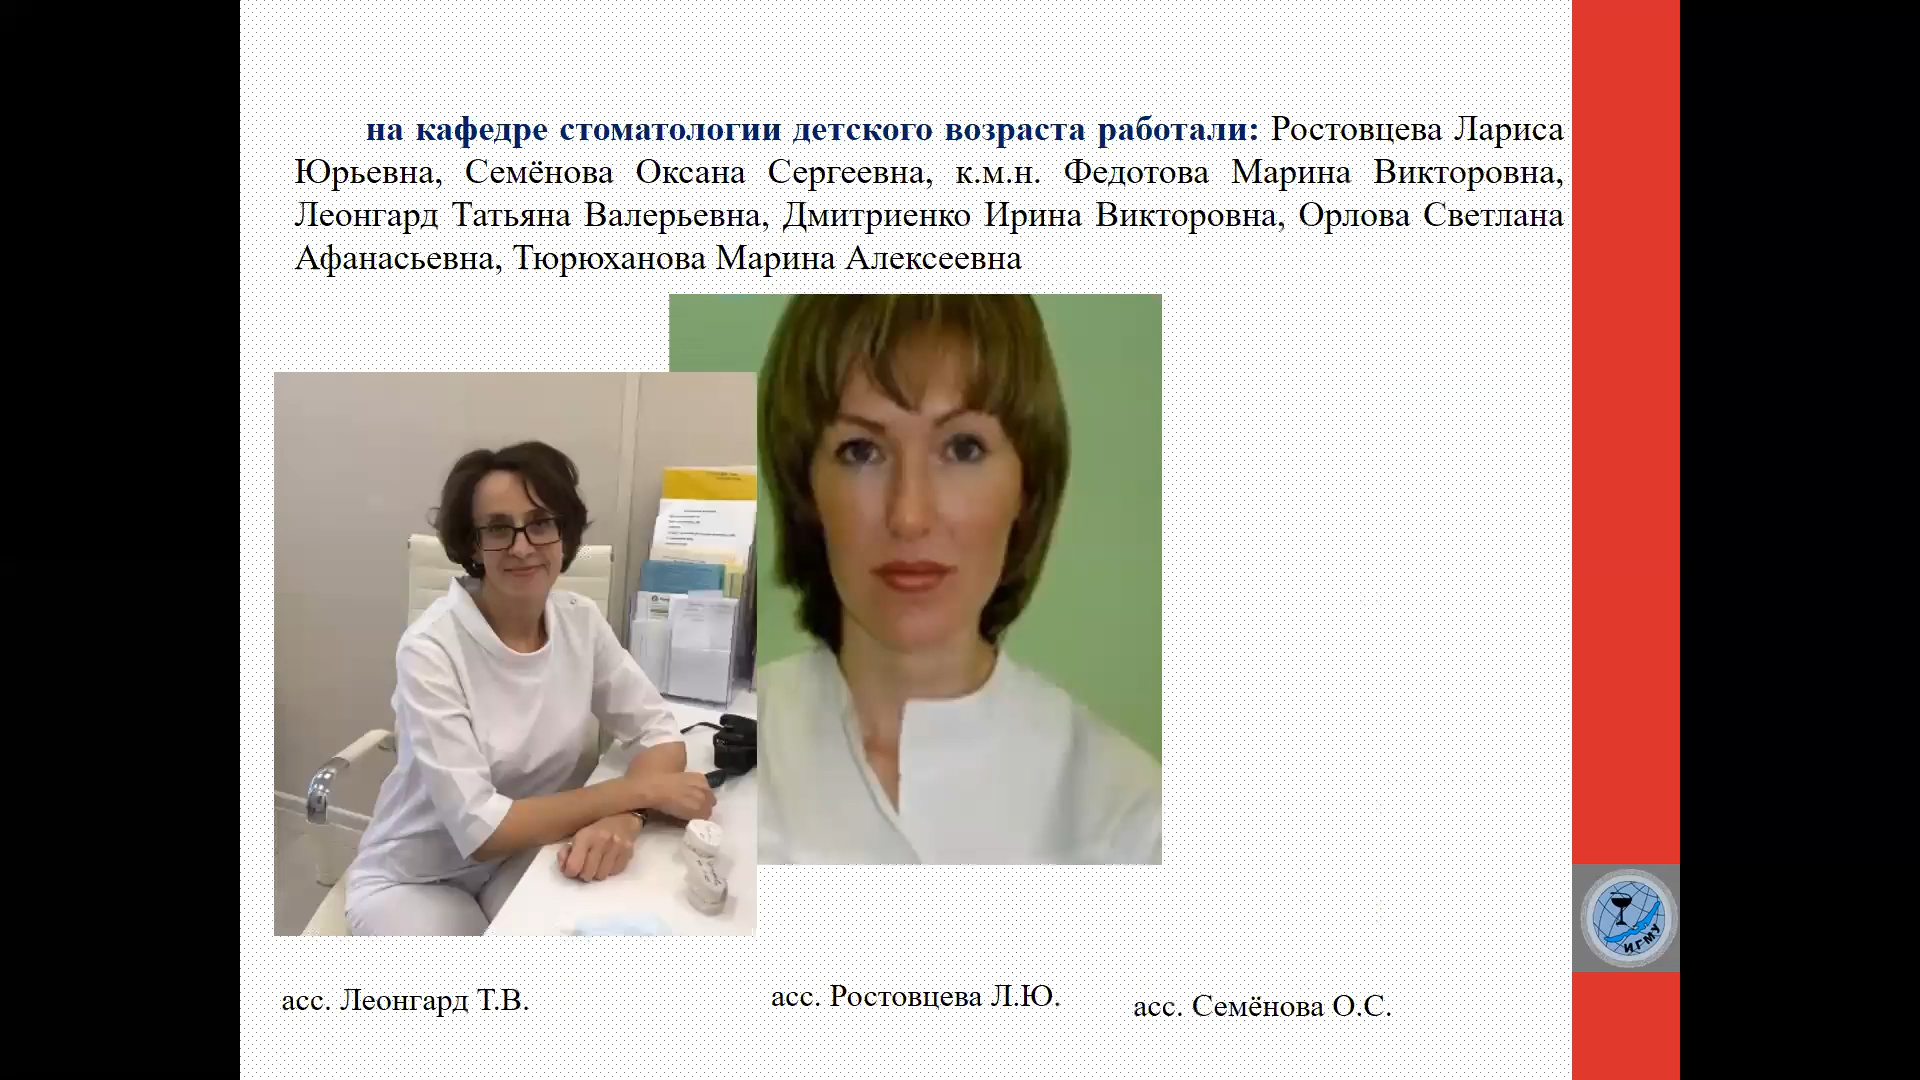 на кафедре стоматологии детского возраста работали: Ростовцева Лариса
Юрьевна, Семёнова Оксана Сергеевна, к.м.н. Федотова Марина Викторовна,
Леонгард Татьяна Валерьевна, Дмитриенко Ирина Викторовна, Орлова Светлана
Афанасьевна, Тюрюханова Марина Алексеевна
асс. Леонгард Т.В.
асс. Ростовцева Л.Ю.
асс. Семёнова О.С.
ИГМУ